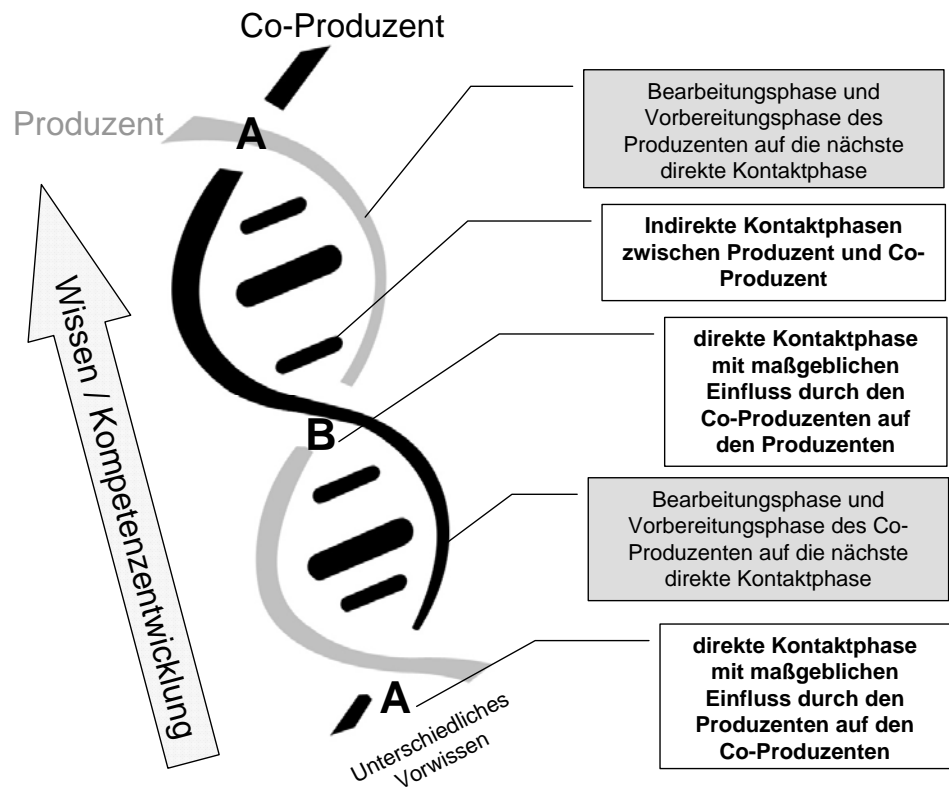 Co-Produzent
Produzent
A
Bearbeitungsphase und
Vorbereitungsphase des
Produzenten auf die nächste
direkte Kontaktphase
Indirekte Kontaktphasen
zwischen Produzent und Co-
Produzent
direkte Kontaktphase
mit maßgeblichen
Einfluss durch den
Co-Produzenten auf
den Produzenten
B
Bearbeitungsphase und
Vorbereitungsphase des Co-
Produzenten auf die nächste
direkte Kontaktphase
direkte Kontaktphase
mit maßgeblichen
Einfluss durch den
Produzenten auf den
Co-Produzenten
A
Unterschiedliches
Vorwissen
Wissen / Kompetenzentwicklung